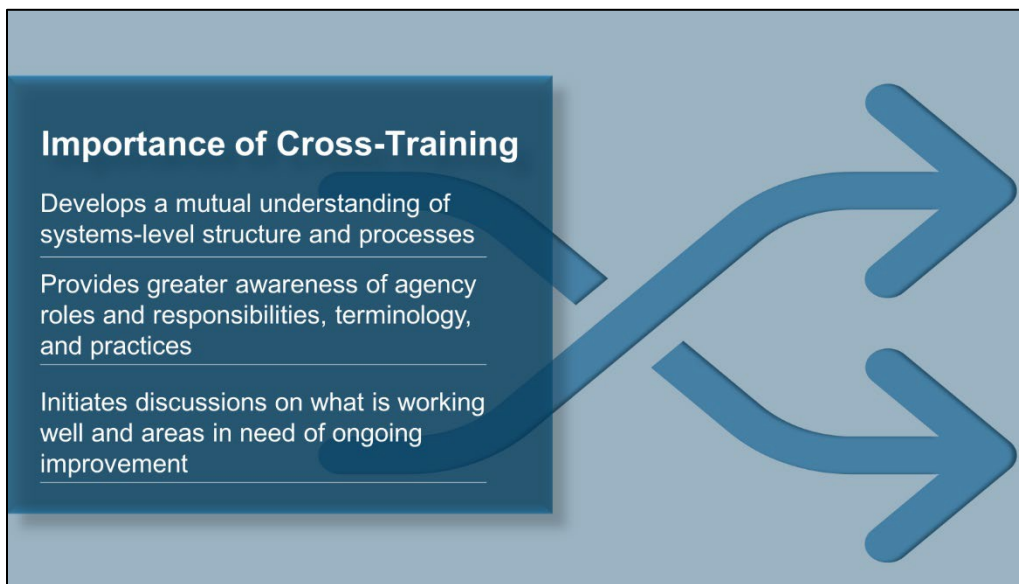 Importance of Cross-Training
Develops a mutual understanding of
systems-level structure and processes
Provides greater awareness of agency
roles and responsibilities, terminology,
and practices
Initiates discussions on what is working
well and areas in need of ongoing
improvement